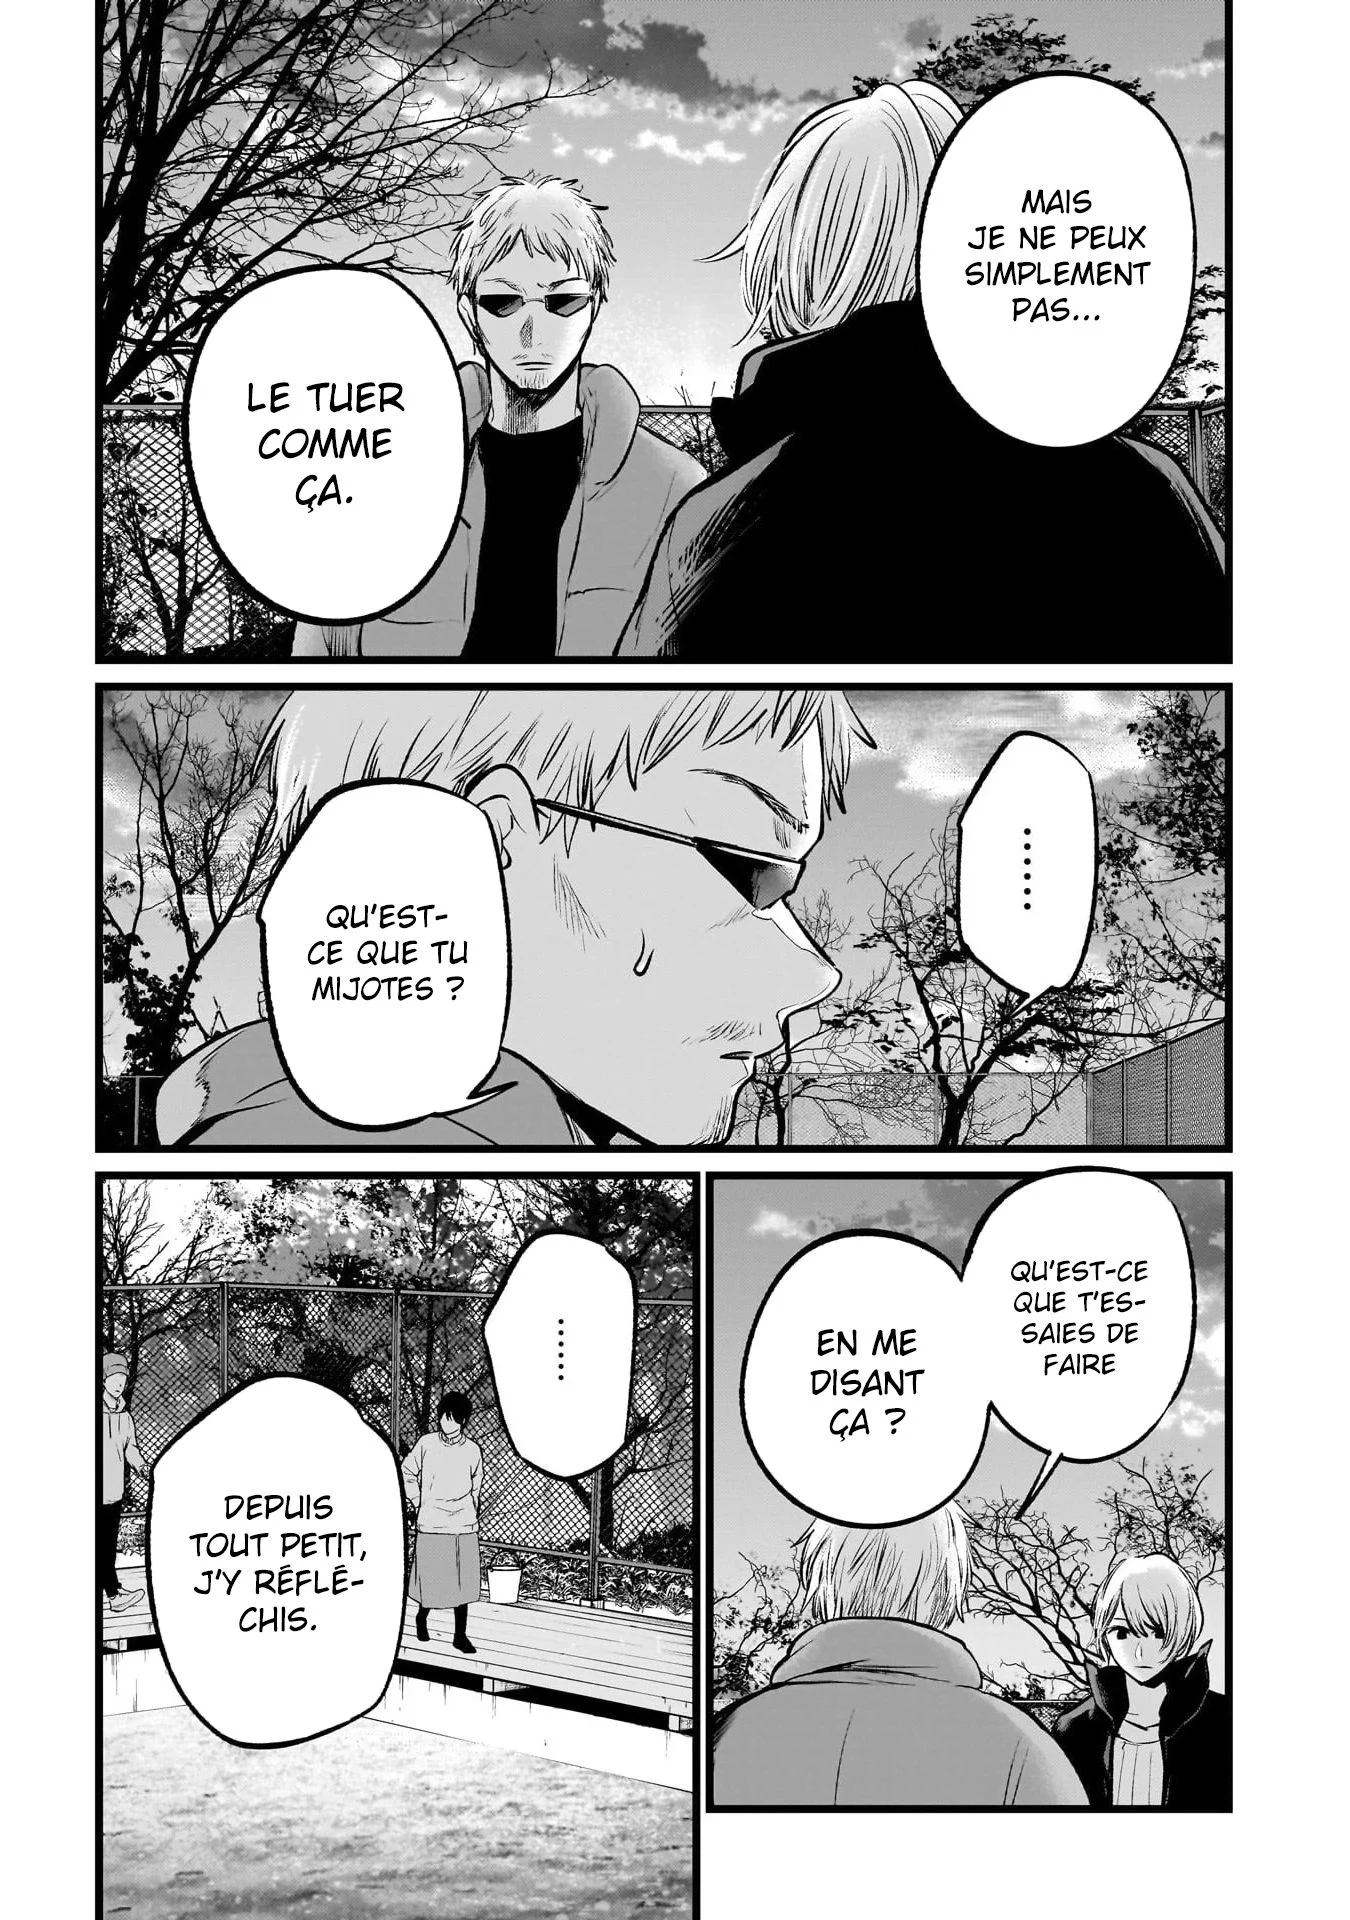 MAIS
JE NE PEUX
SIMPLEMENT
PAS...
LE TUER
COMME
ÇA.
......
QU'EST-
CE QUE TU
MIJOTES ?
QU'EST-CE
QUE T'ES-
SAIES DE
FAIRE
EN ME
DISANT
ÇA ?
......
DEPUIS
TOUT PETIT,
J'Y RÉFLÉ-
CHIS.